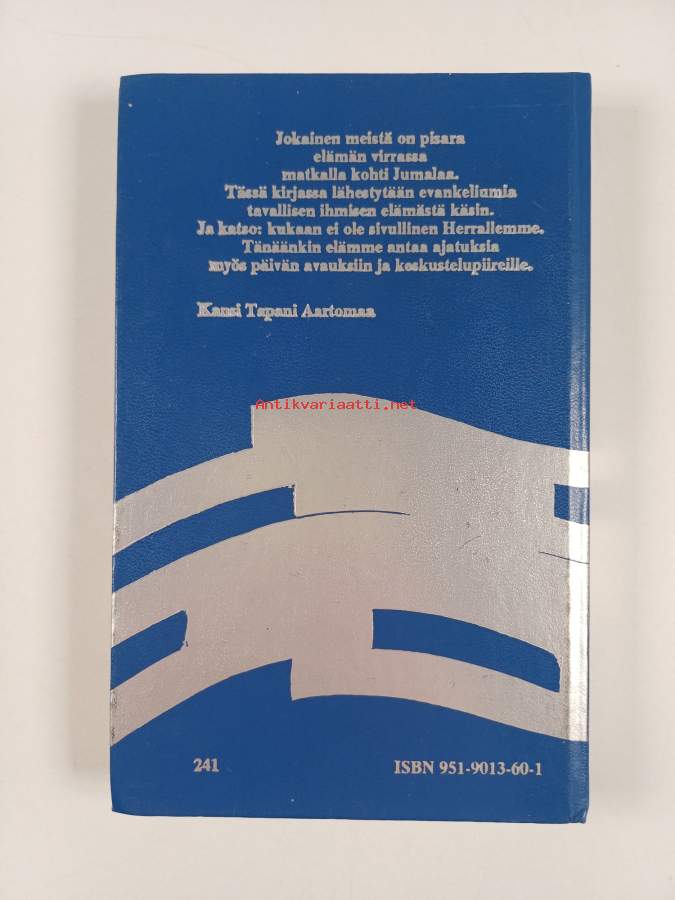 Jokainen meistä on pisara
elämän virrassa
matkalla kohti Jumalaa.
Tässä kirjassa lähestytään evankeliumia
tavallisen ihmisen elämästä käsin.
Ja katso: kukaan ei ole sivullinen Herrallemme.
Tänäänkin elämme antaa ajatuksia
myös päivän avauksiin ja keskustelupiireille.
Kansi Tapani Aartomaa
Antikvariaatti.net
241
ISBN 951-9013-60-1